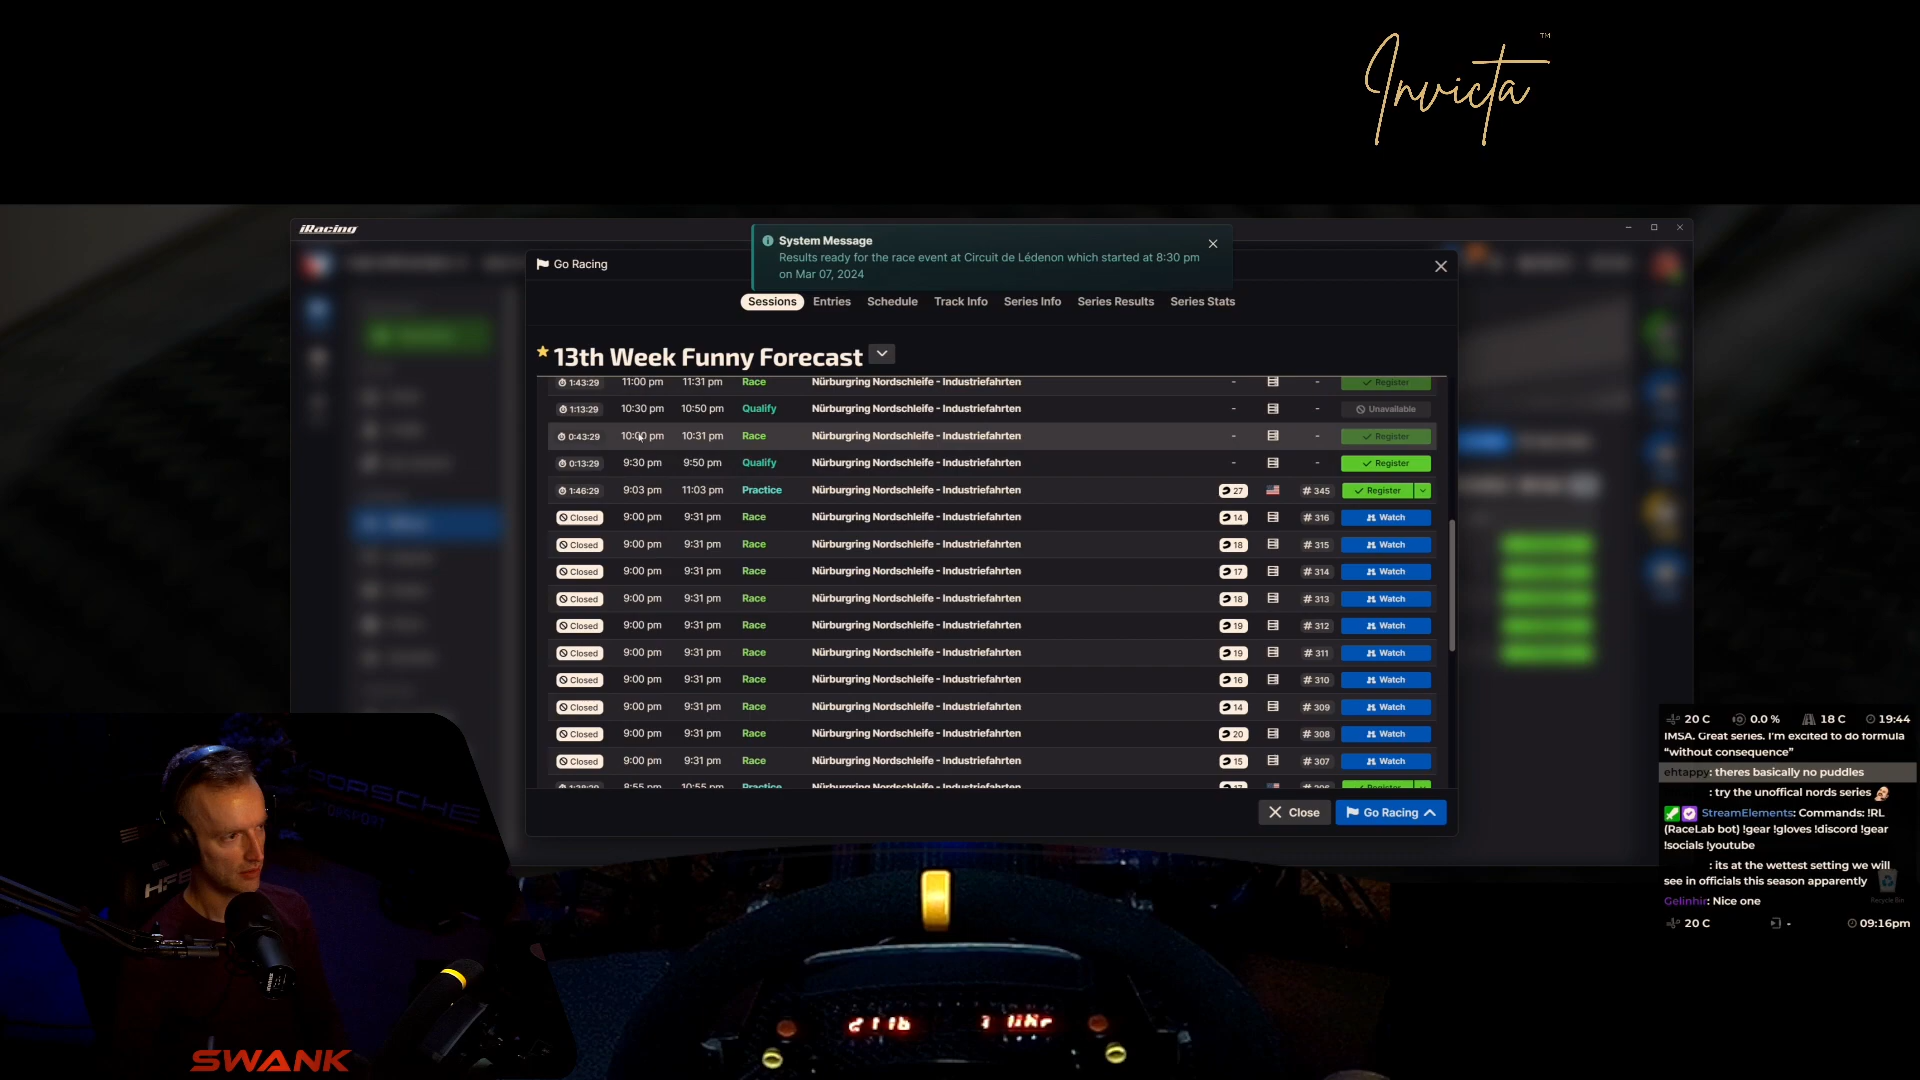 Invicta™
iRacing
System Message
Results ready for the race event at Circuit de Lédenon which started at 8:30 pm
on Mar 07, 2024
Go Racing
Sessions Entries Schedule Track Info Series Info Series Results Series Stats
13th Week Funny Forecast
1:43:29 11:00 pm 11:31 pm Race Nürburgring Nordschleife - Industriefahrten - - Register
1:13:29 10:30 pm 10:50 pm Qualify Nürburgring Nordschleife - Industriefahrten - - Unavailable
0:43:29 10:00 pm 10:31 pm Race Nürburgring Nordschleife - Industriefahrten - - Register
0:13:29 9:30 pm 9:50 pm Qualify Nürburgring Nordschleife - Industriefahrten - - Register
1:46:29 9:03 pm 11:03 pm Practice Nürburgring Nordschleife - Industriefahrten 27 # 345 Register
Closed 9:00 pm 9:31 pm Race Nürburgring Nordschleife - Industriefahrten 14 # 316 Watch
Closed 9:00 pm 9:31 pm Race Nürburgring Nordschleife - Industriefahrten 18 # 315 Watch
Closed 9:00 pm 9:31 pm Race Nürburgring Nordschleife - Industriefahrten 17 # 314 Watch
Closed 9:00 pm 9:31 pm Race Nürburgring Nordschleife - Industriefahrten 18 # 313 Watch
Closed 9:00 pm 9:31 pm Race Nürburgring Nordschleife - Industriefahrten 19 # 312 Watch
Closed 9:00 pm 9:31 pm Race Nürburgring Nordschleife - Industriefahrten 19 # 311 Watch
Closed 9:00 pm 9:31 pm Race Nürburgring Nordschleife - Industriefahrten 16 # 310 Watch
Closed 9:00 pm 9:31 pm Race Nürburgring Nordschleife - Industriefahrten 14 # 309 Watch
Closed 9:00 pm 9:31 pm Race Nürburgring Nordschleife - Industriefahrten 20 # 308 Watch
Closed 9:00 pm 9:31 pm Race Nürburgring Nordschleife - Industriefahrten 15 # 307 Watch
8:55 pm 10:55 pm Practice Nürburgring Nordschleife - Industriefahrten Register
Close Go Racing
20 C 0.0 % 18 C 19:44
IMSA. Great series. I'm excited to do formula
"without consequence"
ehtappy: theres basically no puddles
: try the unoffical nords series
StreamElements: Commands: !RL
(RaceLab bot) !gear !gloves !discord !gear
!socials !youtube
: its at the wettest setting we will
see in officials this season apparently
Recycle Bin
Gelinhir: Nice one
20 C - 09:16pm
PORSCHE
SWANK